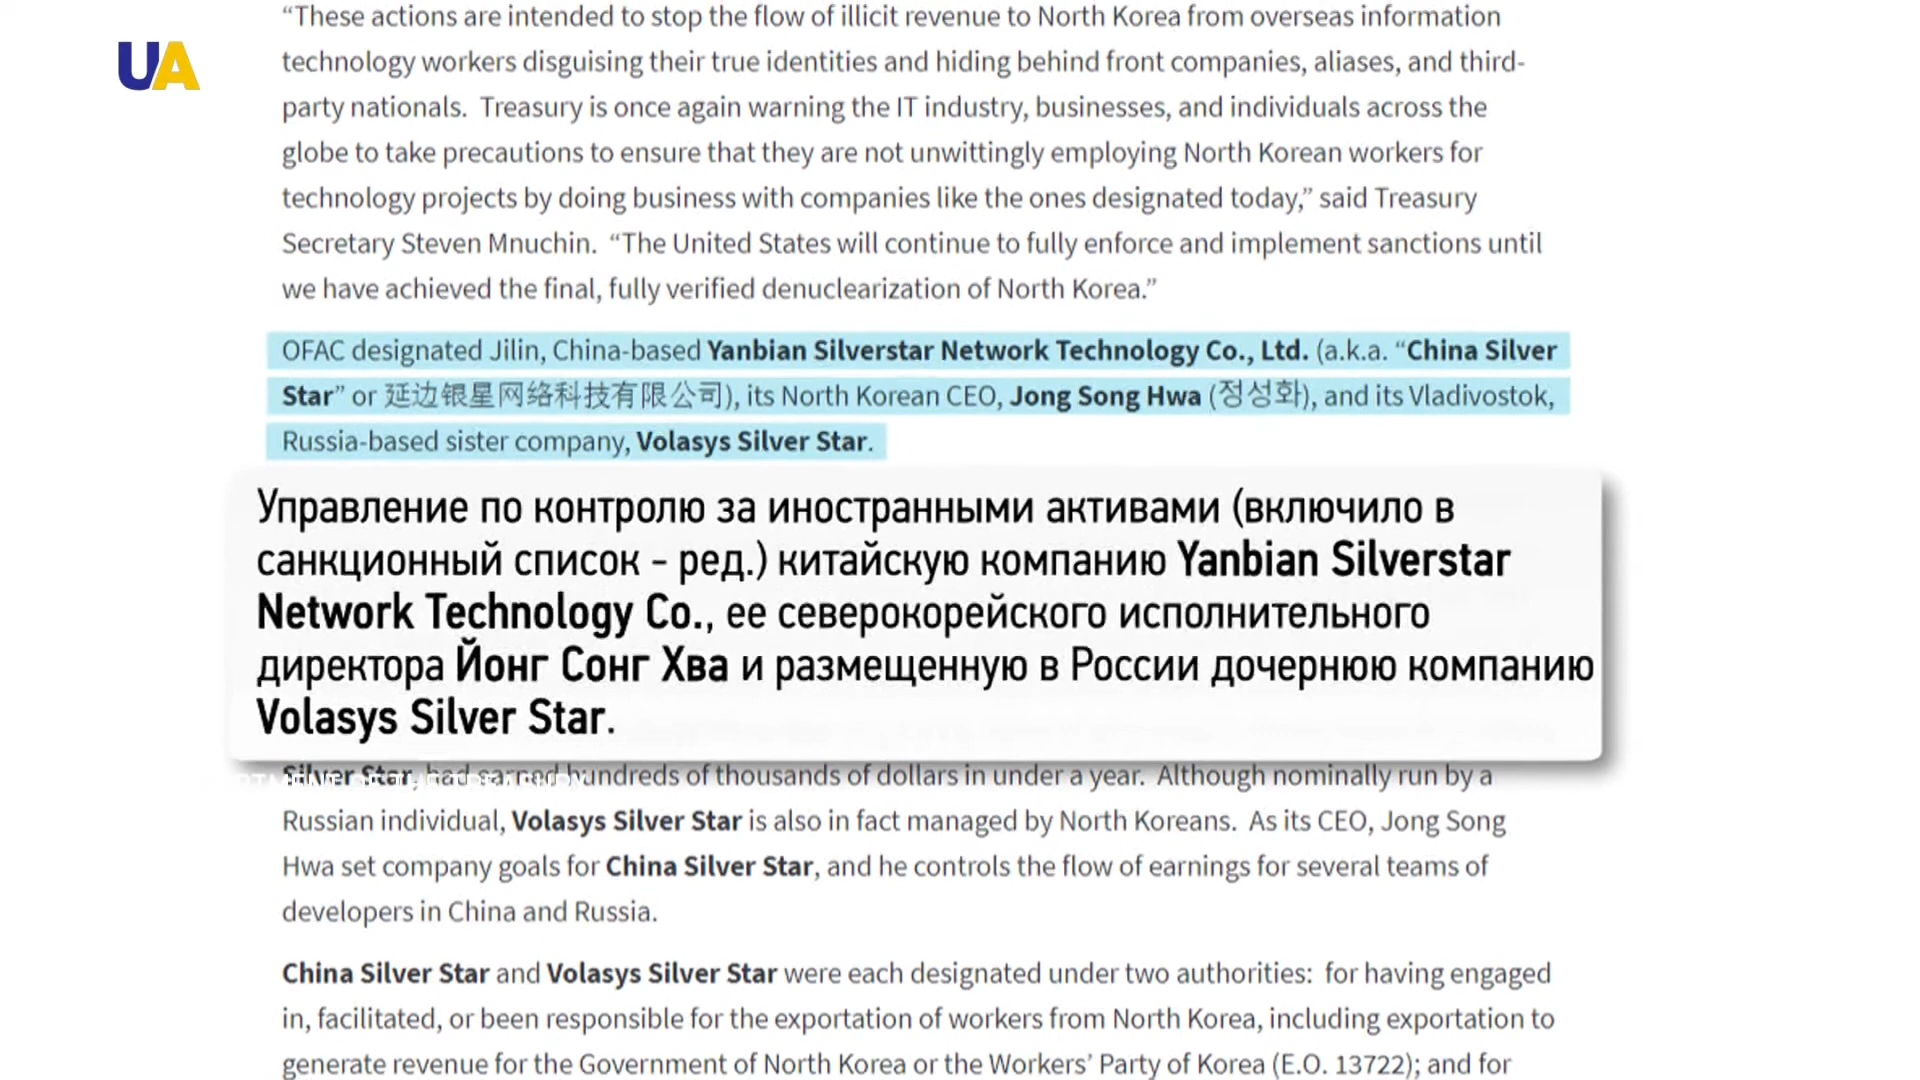 UA
“These actions are intended to stop the flow of illicit revenue to North Korea from overseas information
technology workers disguising their true identities and hiding behind front companies, aliases, and third-
party nationals.  Treasury is once again warning the IT industry, businesses, and individuals across the
globe to take precautions to ensure that they are not unwittingly employing North Korean workers for
technology projects by doing business with companies like the ones designated today,” said Treasury
Secretary Steven Mnuchin.  “The United States will continue to fully enforce and implement sanctions until
we have achieved the final, fully verified denuclearization of North Korea.”
OFAC designated Jilin, China-based Yanbian Silverstar Network Technology Co., Ltd. (a.k.a. “China Silver
Star” or 延边银星网络科技有限公司), its North Korean CEO, Jong Song Hwa (정성화), and its Vladivostok,
Russia-based sister company, Volasys Silver Star.
Управление по контролю за иностранными активами (включило в
санкционный список - ред.) китайскую компанию Yanbian Silverstar
Network Technology Co., ее северокорейского исполнительного
директора Йонг Сонг Хва и размещенную в России дочернюю компанию
Volasys Silver Star.
Silver Star, had earned hundreds of thousands of dollars in under a year.  Although nominally run by a
Russian individual, Volasys Silver Star is also in fact managed by North Koreans.  As its CEO, Jong Song
Hwa set company goals for China Silver Star, and he controls the flow of earnings for several teams of
developers in China and Russia.
China Silver Star and Volasys Silver Star were each designated under two authorities:  for having engaged
in, facilitated, or been responsible for the exportation of workers from North Korea, including exportation to
generate revenue for the Government of North Korea or the Workers’ Party of Korea (E.O. 13722); and for